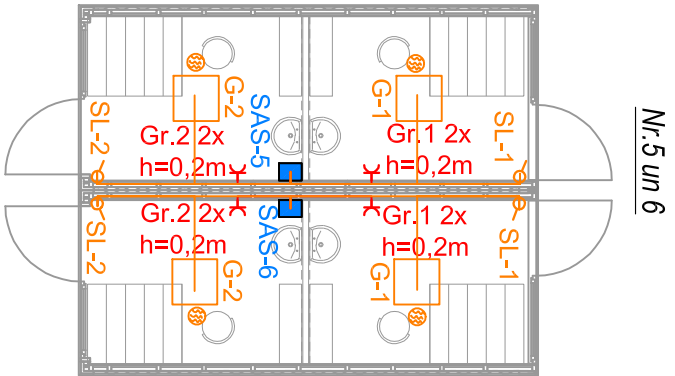 SL-2
G-2
SAS-5
G-1
SL-1
Gr.2 2x
h=0,2m
Gr.1 2x
h=0,2m
Nr.5 un 6
SL-2
Gr.2 2x
h=0,2m
G-2
SAS-6
G-1
Gr.1 2x
h=0,2m
SL-1